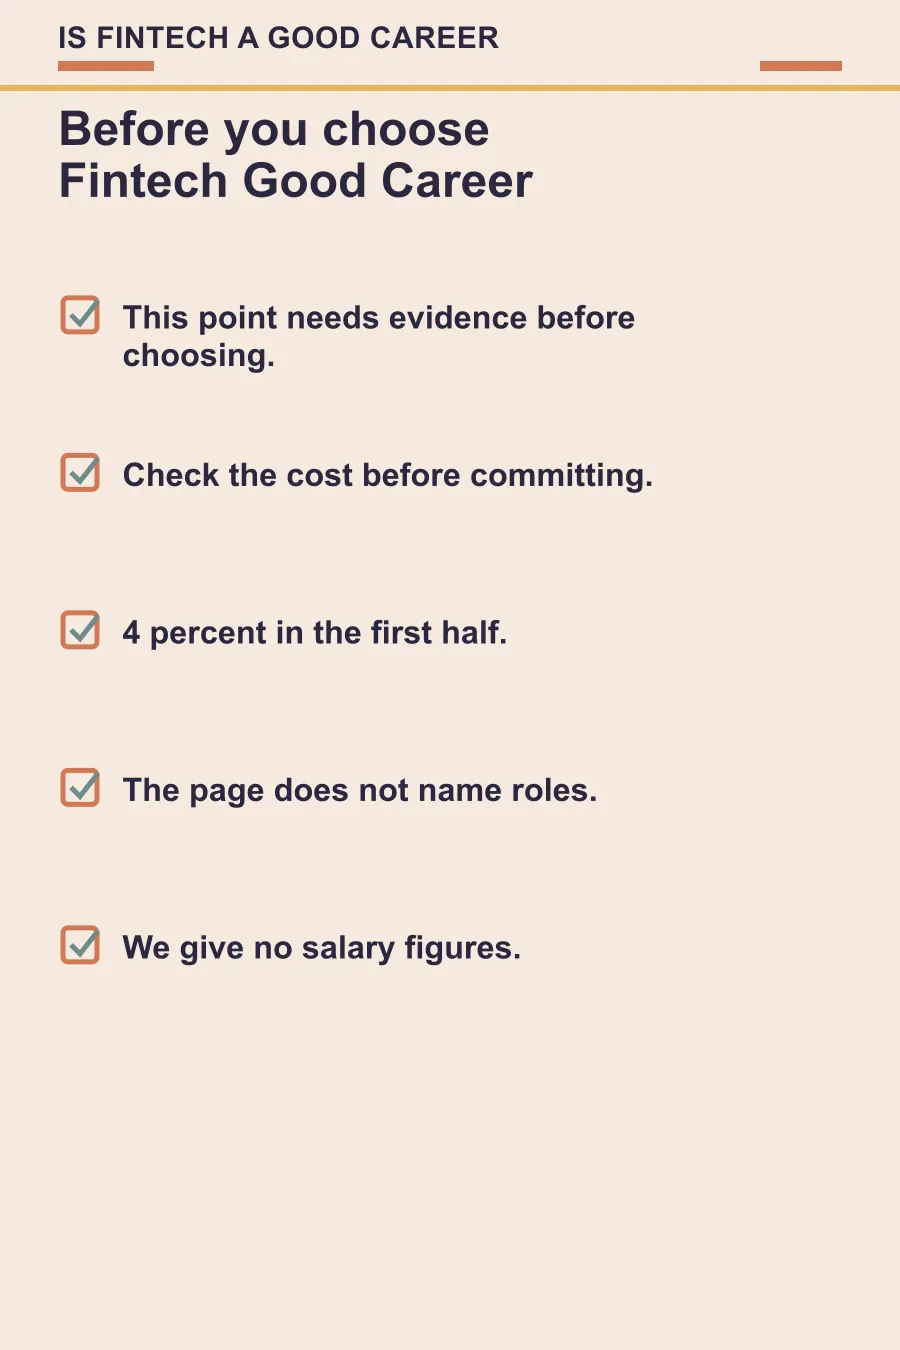 IS FINTECH A GOOD CAREER
Before you choose
Fintech Good Career
This point needs evidence before
choosing.
Check the cost before committing.
4 percent in the first half.
The page does not name roles.
We give no salary figures.